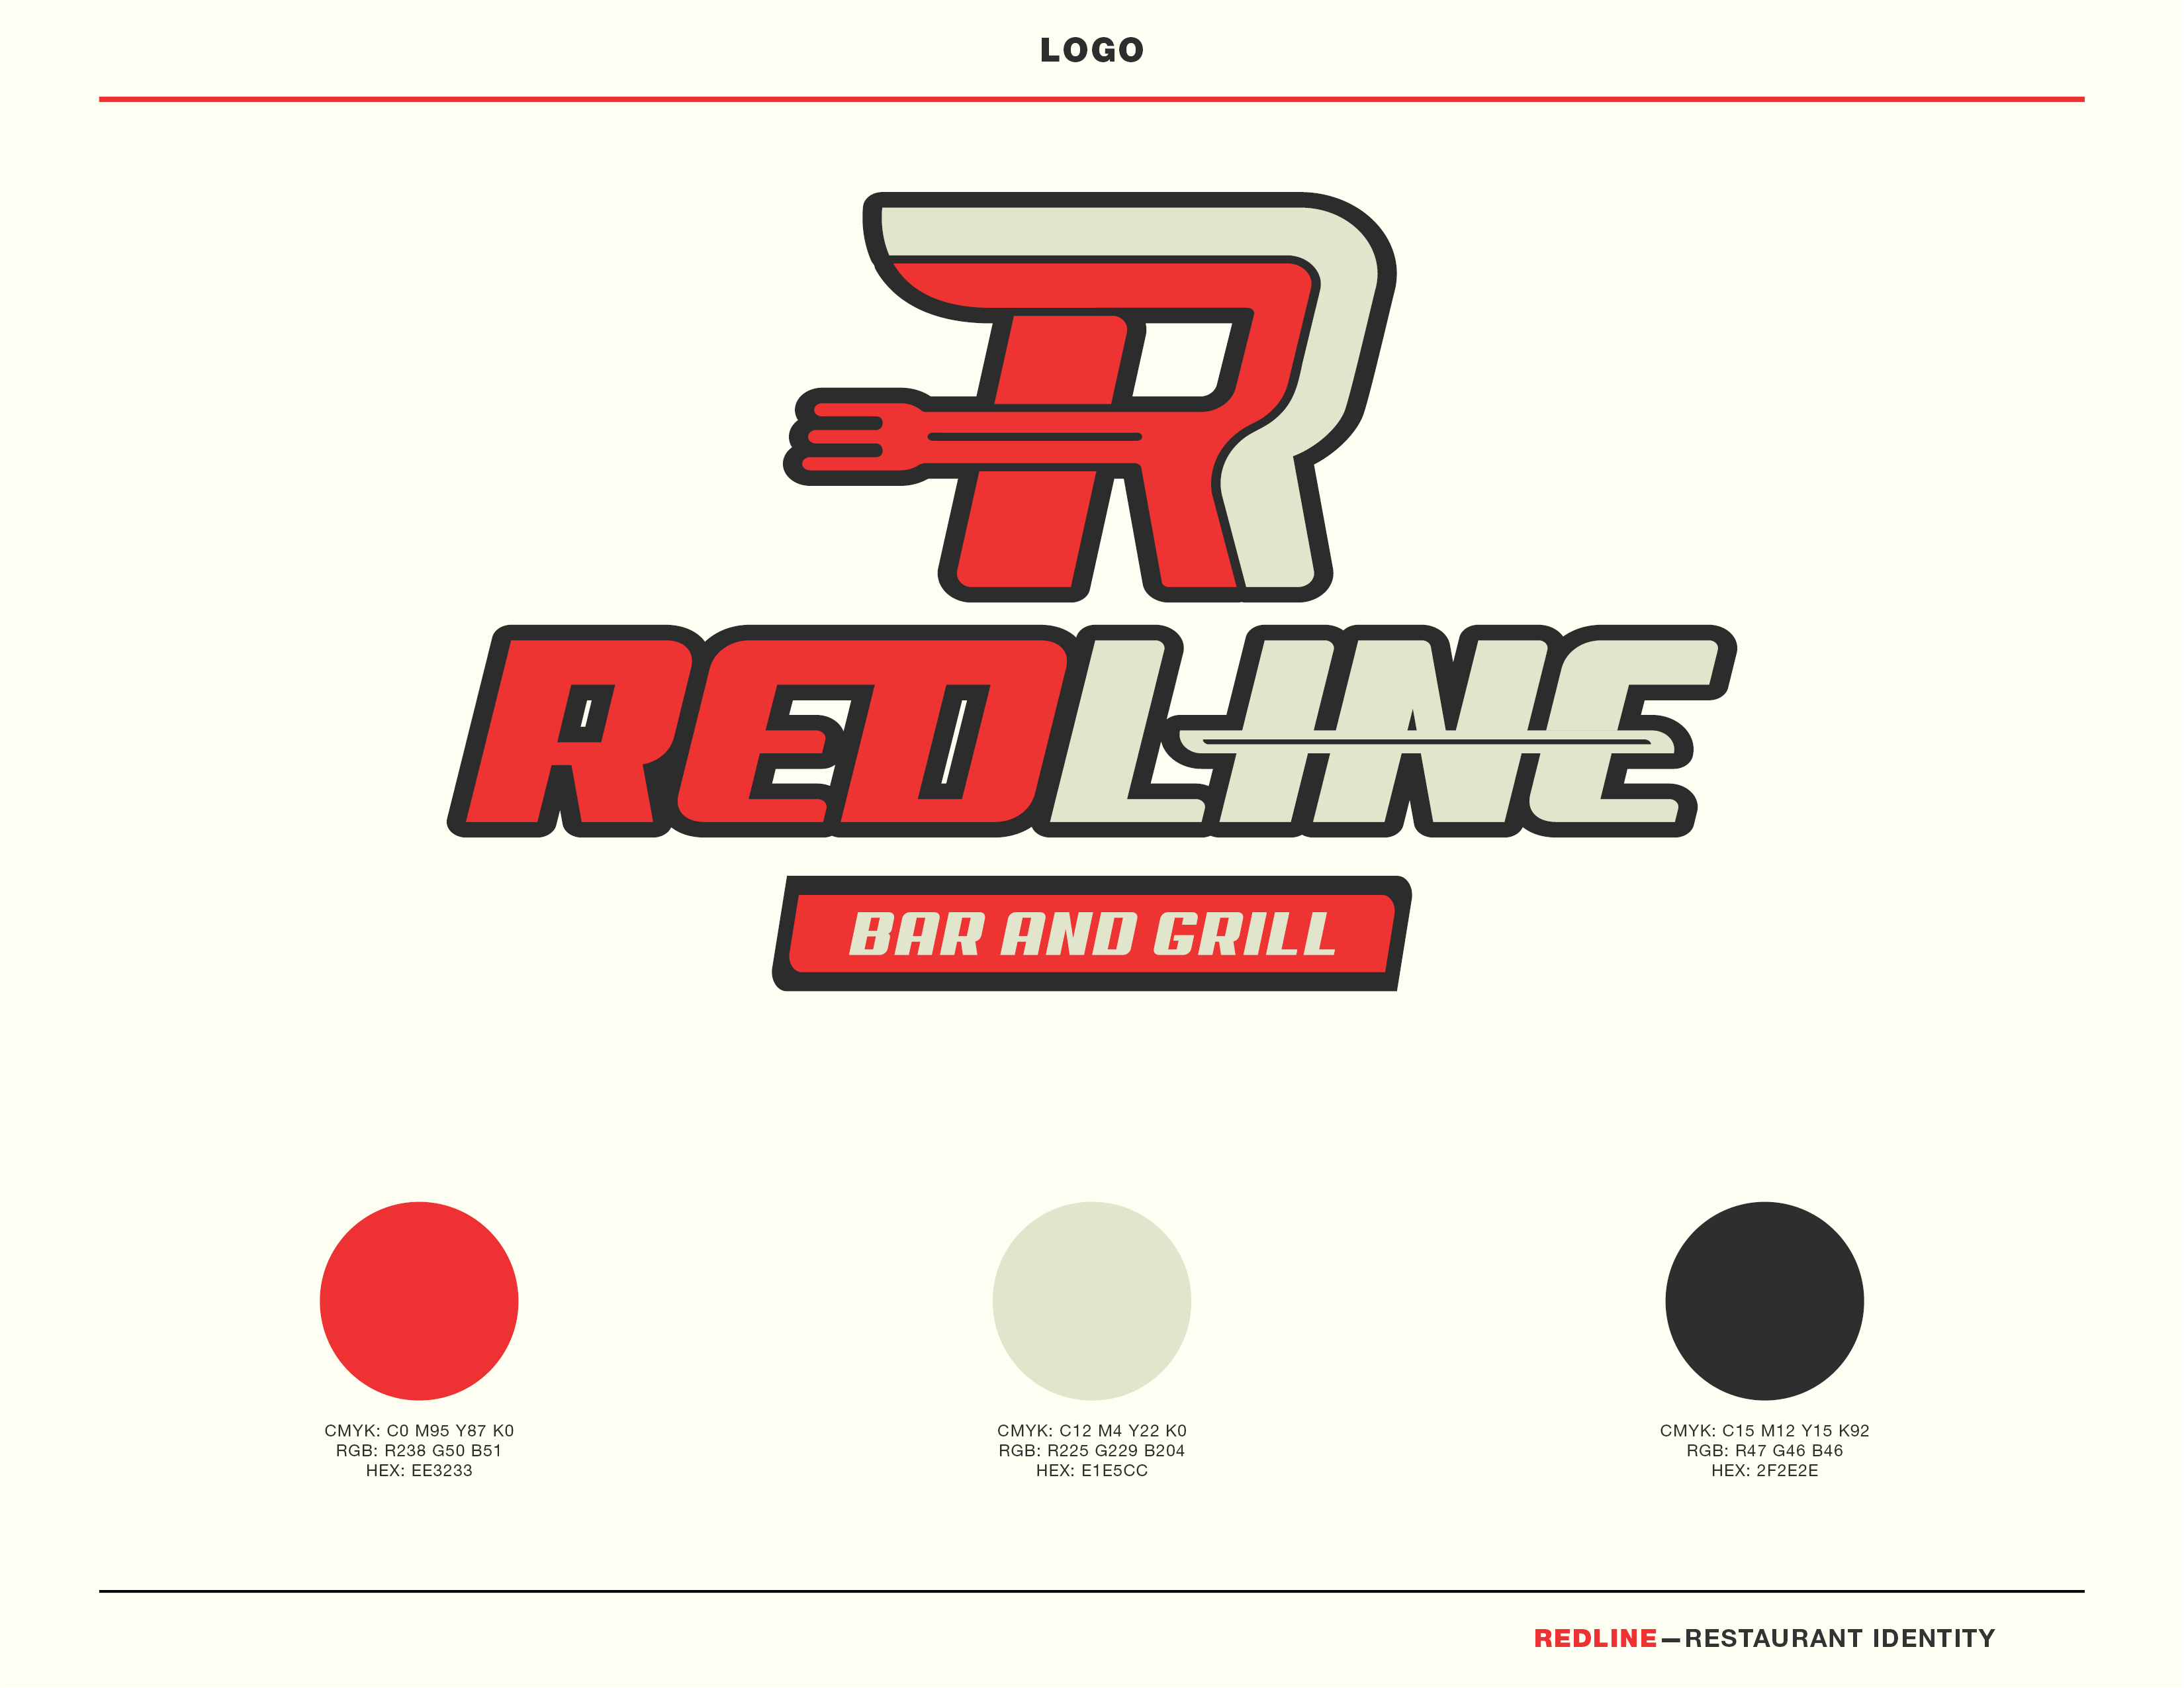 LOGO
R
REDLINE
BAR AND GRILL
CMYK: C0 M95 Y87 K0
RGB: R238 G50 B51
HEX: EE3233
CMYK: C12 M4 Y22 K0
RGB: R225 G229 B204
HEX: E1E5CC
CMYK: C15 M12 Y15 K92
RGB: R47 G46 B46
HEX: 2F2E2E
REDLINE—RESTAURANT IDENTITY